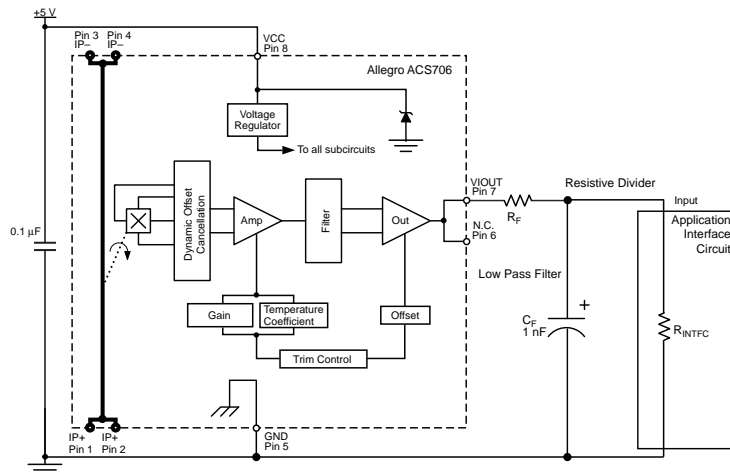 +5 V
Pin 3 Pin 4
IP– IP–
VCC
Pin 8
Allegro ACS706
Voltage
Regulator
To all subcircuits
0.1 µF
Dynamic Offset
Cancellation
Amp
Filter
Out
VIOUT
Pin 7
N.C.
Pin 6
RF
Resistive Divider
Input
Application
Interface
Circuit
Low Pass Filter
Gain
Temperature
Coefficient
Offset
Trim Control
CF
1 nF
+
RINTFC
IP+ IP+
Pin 1 Pin 2
GND
Pin 5